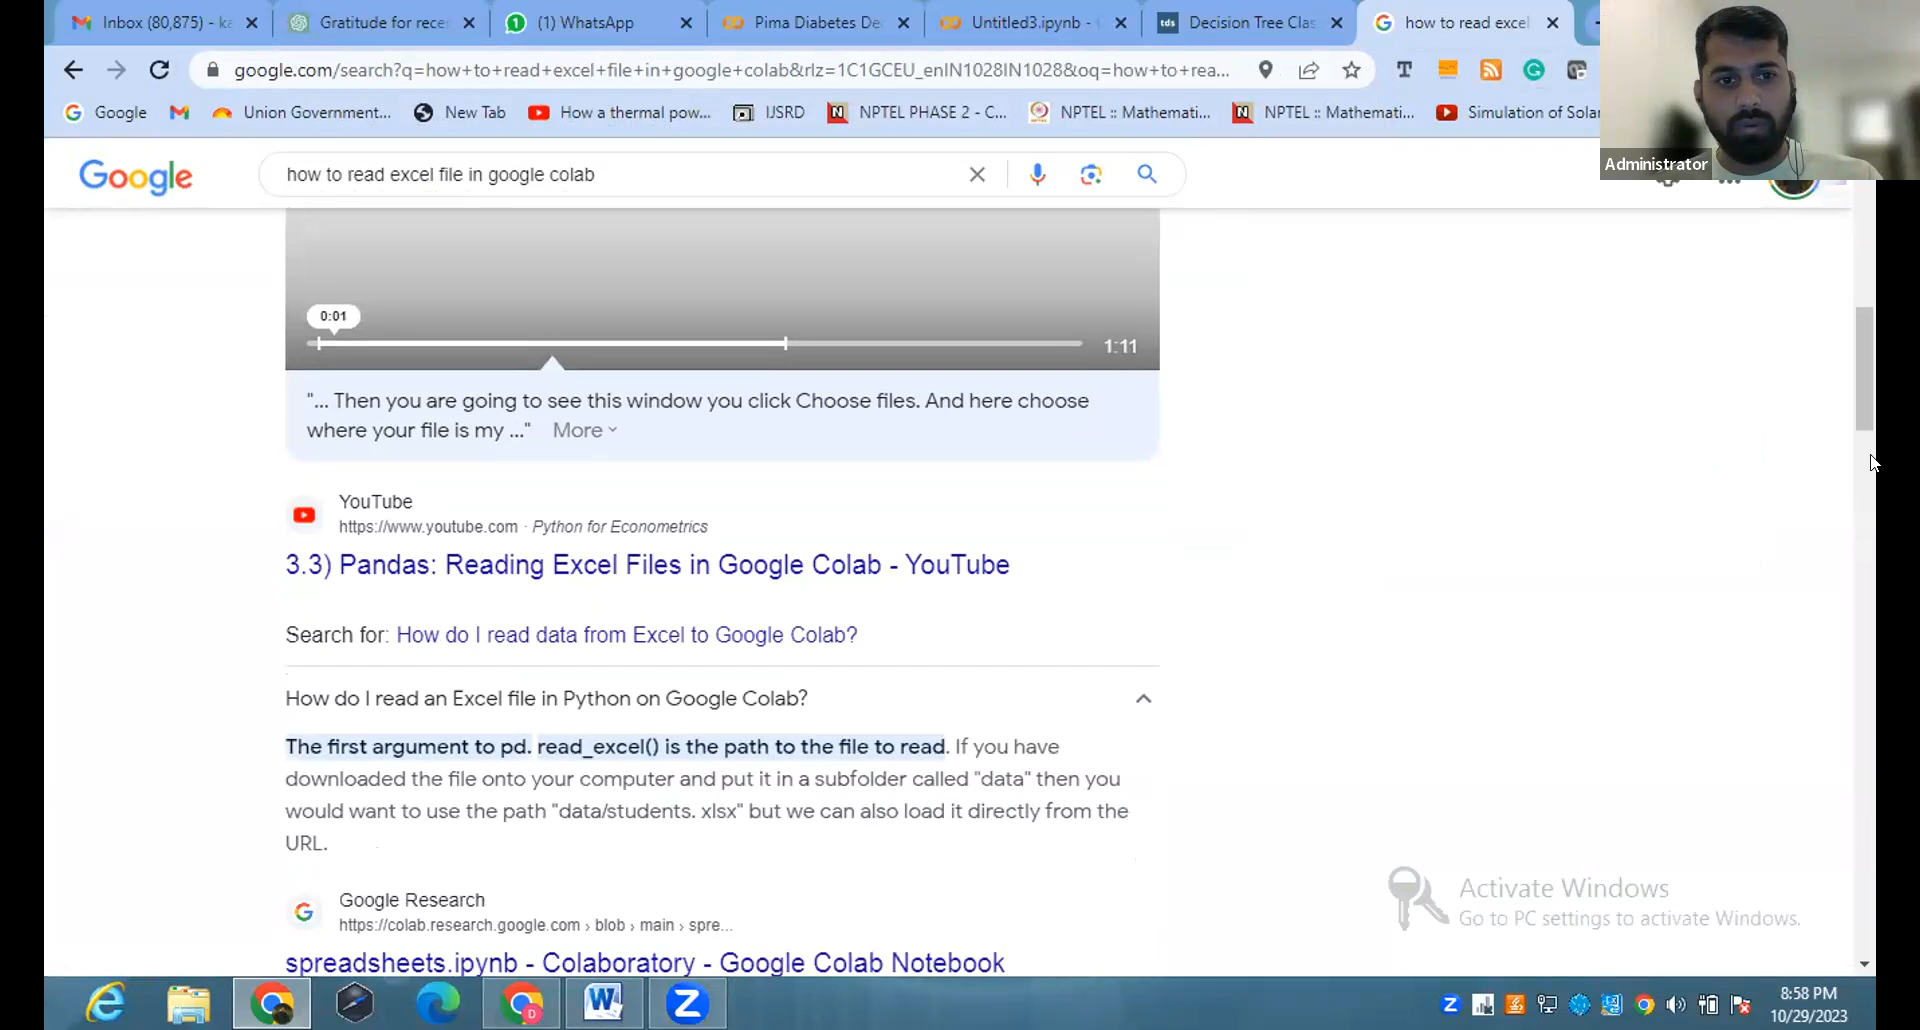 Inbox (80,875) - ka
Gratitude for rece
(1) WhatsApp
Pima Diabetes De
Untitled3.ipynb -
Decision Tree Clas
how to read excel
google.com/search?q=how+to+read+excel+file+in+google+colab&rlz=1C1GCEU_enIN1028IN1028&oq=how+to+rea...
Google
Union Government...
New Tab
How a thermal pow...
IJSRD
NPTEL PHASE 2 - C...
NPTEL :: Mathemati...
NPTEL :: Mathemati...
Simulation of Solar
Administrator
Google
how to read excel file in google colab
0:01
1:11
"... Then you are going to see this window you click Choose files. And here choose
where your file is my ..." More
YouTube
https://www.youtube.com · Python for Econometrics
3.3) Pandas: Reading Excel Files in Google Colab - YouTube
Search for: How do I read data from Excel to Google Colab?
How do I read an Excel file in Python on Google Colab?
The first argument to pd. read_excel() is the path to the file to read. If you have
downloaded the file onto your computer and put it in a subfolder called "data" then you
would want to use the path "data/students. xlsx" but we can also load it directly from the
URL.
Google Research
https://colab.research.google.com › blob › main › spre...
spreadsheets.ipynb - Colaboratory - Google Colab Notebook
Activate Windows
Go to PC settings to activate Windows.
8:58 PM
10/29/2023